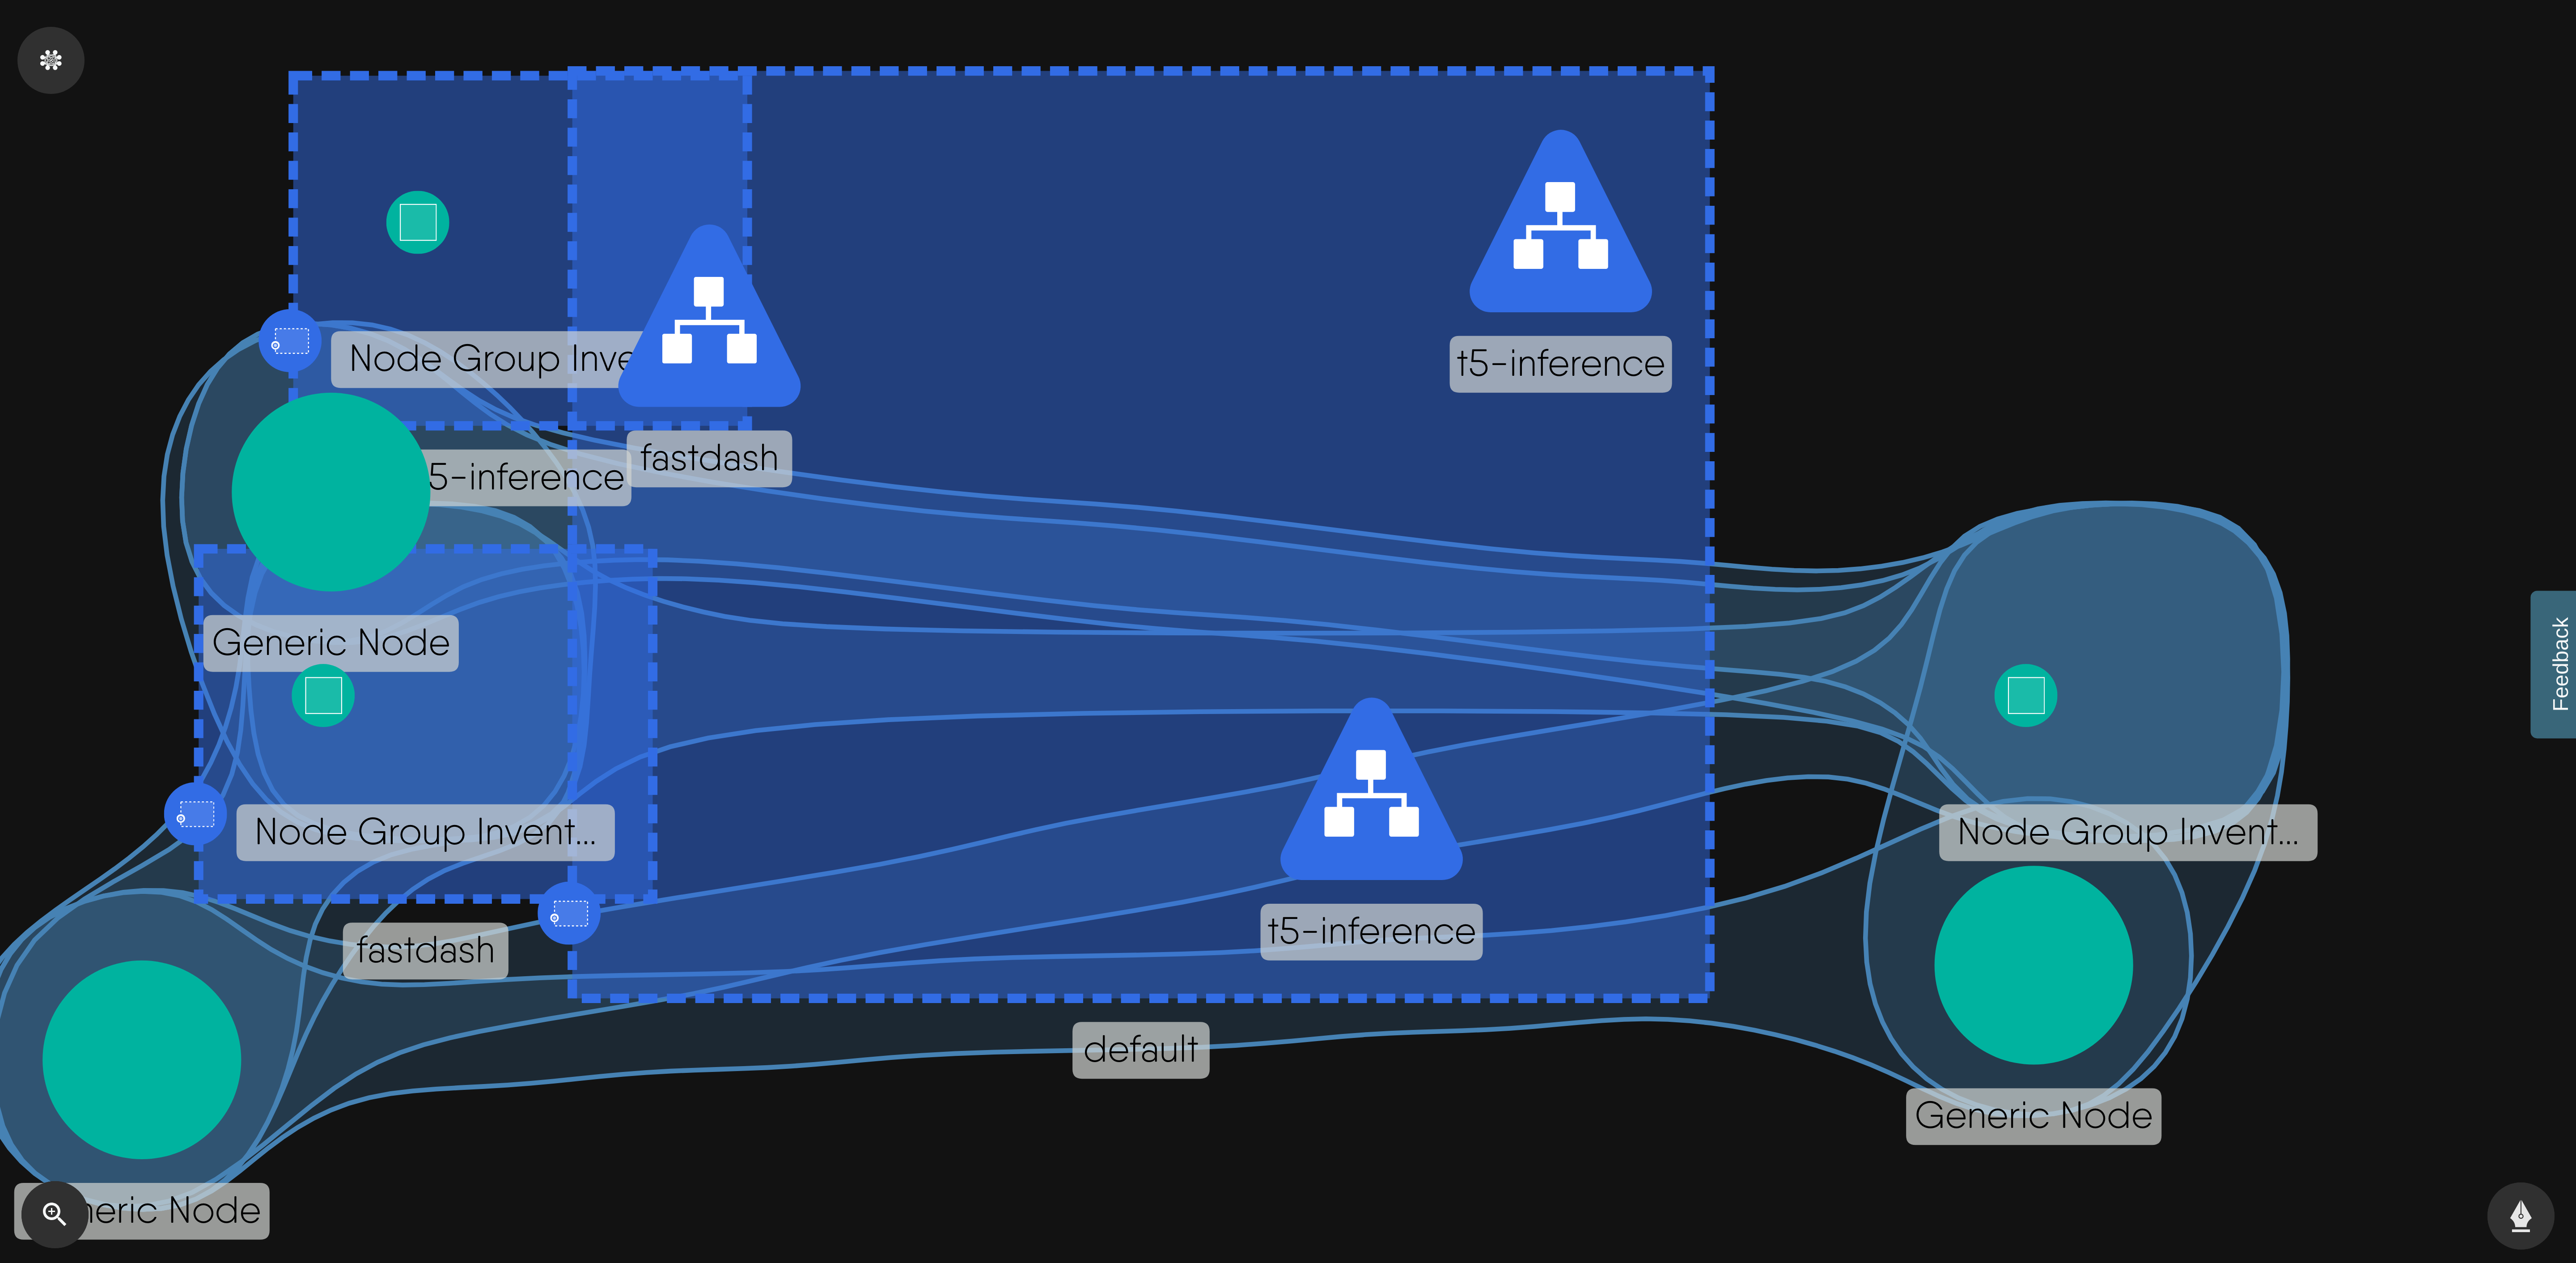 t5-inference
Node Group Inve
fastdash
5-inference
Generic Node
Feedback
Node Group Invent...
Node Group Invent...
t5-inference
fastdash
default
Generic Node
neric Node